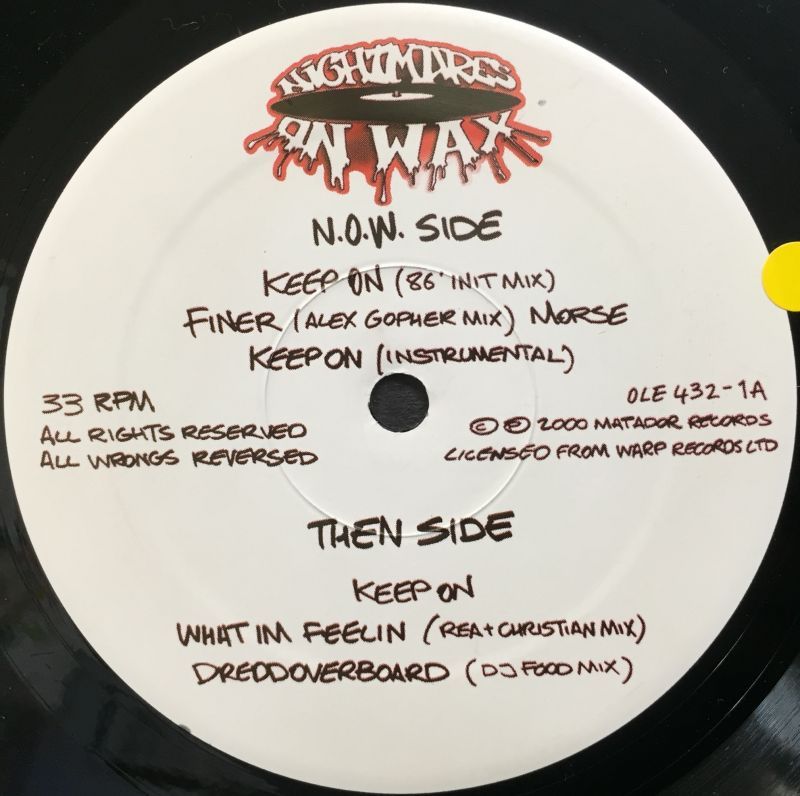 NIGHTMARES
ON WAX
N.O.W. SIDE
KEEP ON (86' INIT MIX)
FINER (ALEX GOPHER MIX) MORSE
KEEP ON (INSTRUMENTAL)
33 RPM
ALL RIGHTS RESERVED
ALL WRONGS REVERSED
OLE 432-1A
© ℗ 2000 MATADOR RECORDS
LICENSED FROM WARP RECORDS LTD
THEN SIDE
KEEP ON
WHAT IM FEELIN (REA + CHRISTIAN MIX)
DREDDOVERBOARD (DJ FOOD MIX)